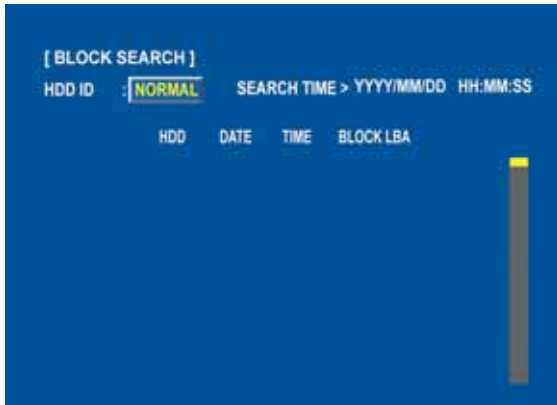 [ BLOCK SEARCH ]
HDD ID : NORMAL SEARCH TIME > YYYY/MM/DD HH:MM:SS
HDD DATE TIME BLOCK LBA